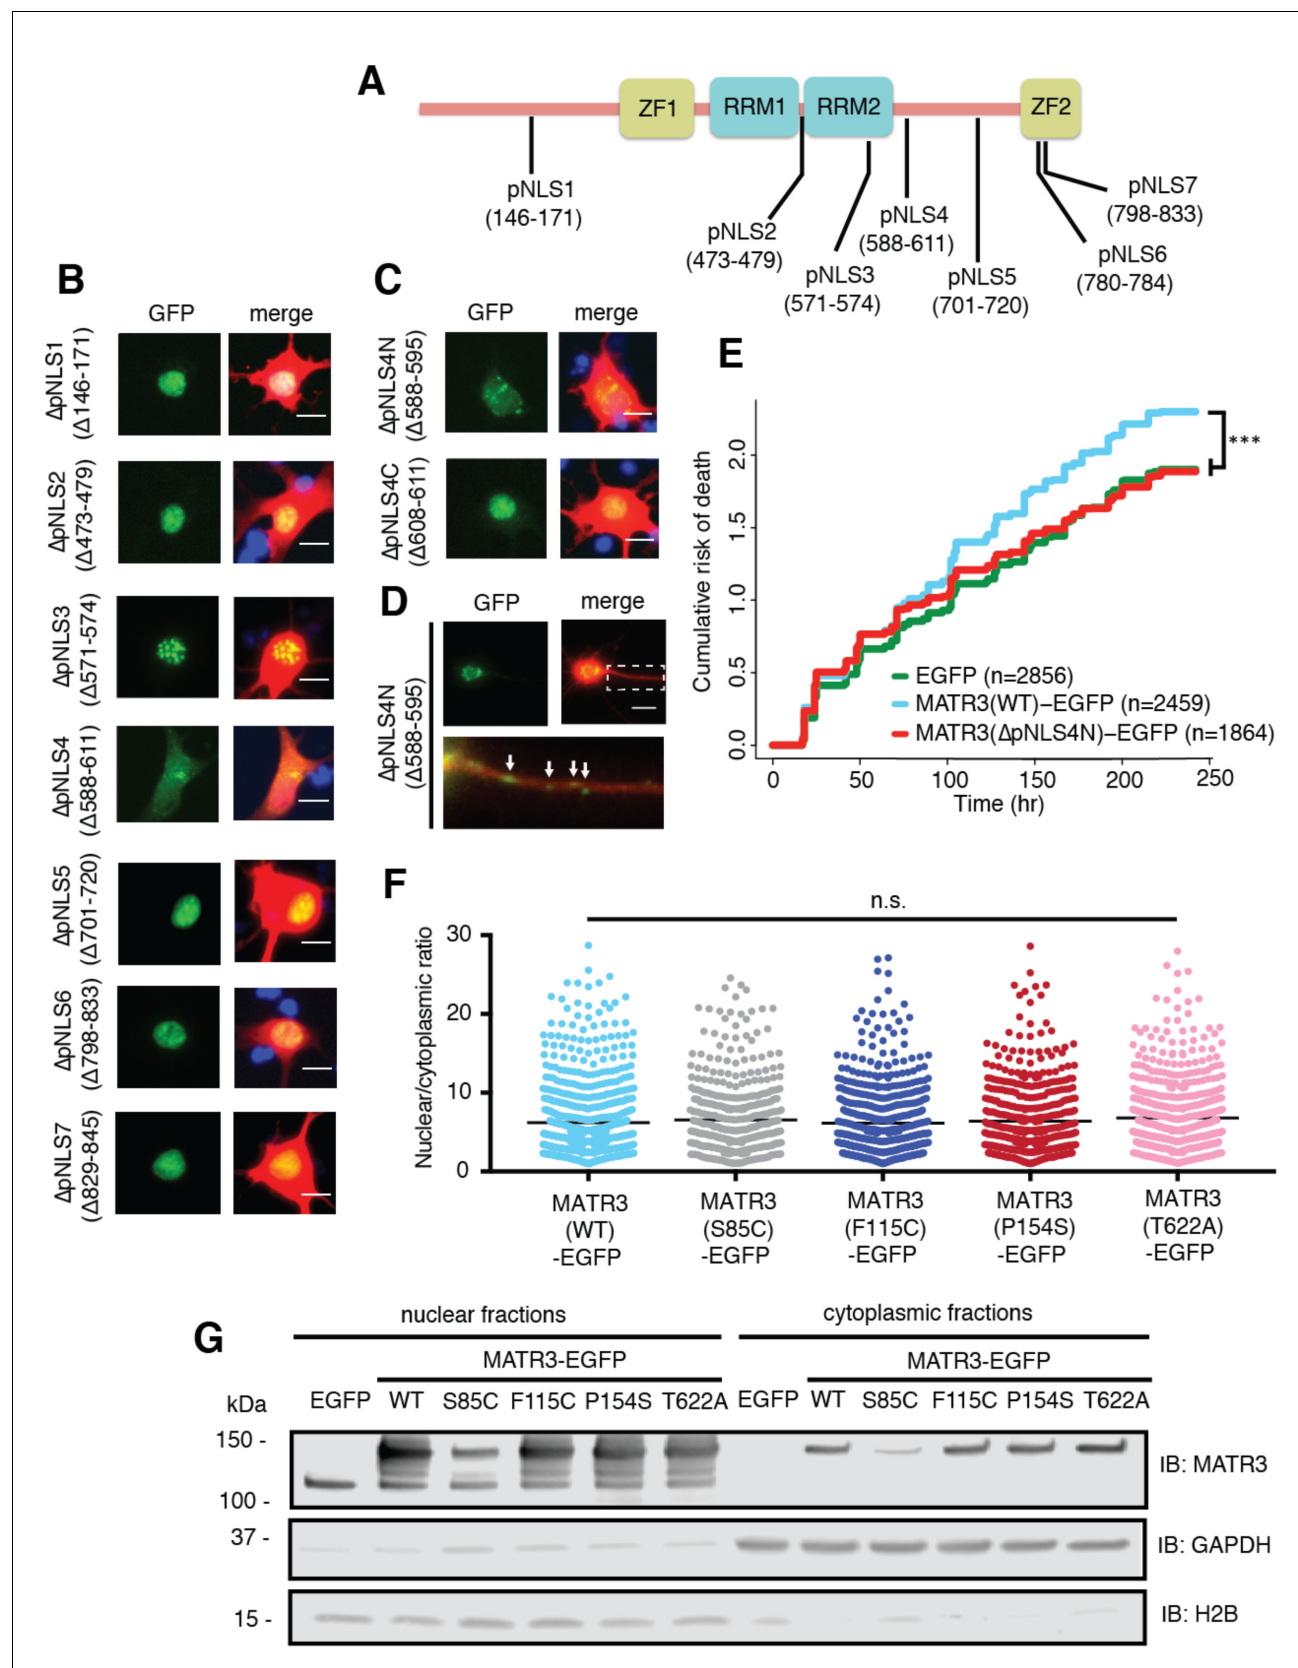 A
ZF1
RRM1
RRM2
ZF2
pNLS1
(146-171)
pNLS2
(473-479)
pNLS3
(571-574)
pNLS4
(588-611)
pNLS5
(701-720)
pNLS7
(798-833)
pNLS6
(780-784)
B
GFP
merge
ΔpNLS1
(Δ146-171)
ΔpNLS2
(Δ473-479)
ΔpNLS3
(Δ571-574)
ΔpNLS4
(Δ588-611)
ΔpNLS5
(Δ701-720)
ΔpNLS6
(Δ798-833)
ΔpNLS7
(Δ829-845)
C
GFP
merge
ΔpNLS4N
(Δ588-595)
ΔpNLS4C
(Δ608-611)
D
GFP
merge
ΔpNLS4N
(Δ588-595)
E
Cumulative risk of death
2.0
1.5
1.0
0.5
0.0
***
EGFP (n=2856)
MATR3(WT)–EGFP (n=2459)
MATR3(ΔpNLS4N)–EGFP (n=1864)
0 50 100 150 200 250
Time (hr)
F
n.s.
Nuclear/cytoplasmic ratio
30
20
10
0
MATR3 MATR3 MATR3 MATR3 MATR3
(WT) (S85C) (F115C) (P154S) (T622A)
-EGFP -EGFP -EGFP -EGFP -EGFP
G
nuclear fractions cytoplasmic fractions
MATR3-EGFP MATR3-EGFP
kDa EGFP WT S85C F115C P154S T622A EGFP WT S85C F115C P154S T622A
150 -
100 -
IB: MATR3
37 -
IB: GAPDH
15 -
IB: H2B